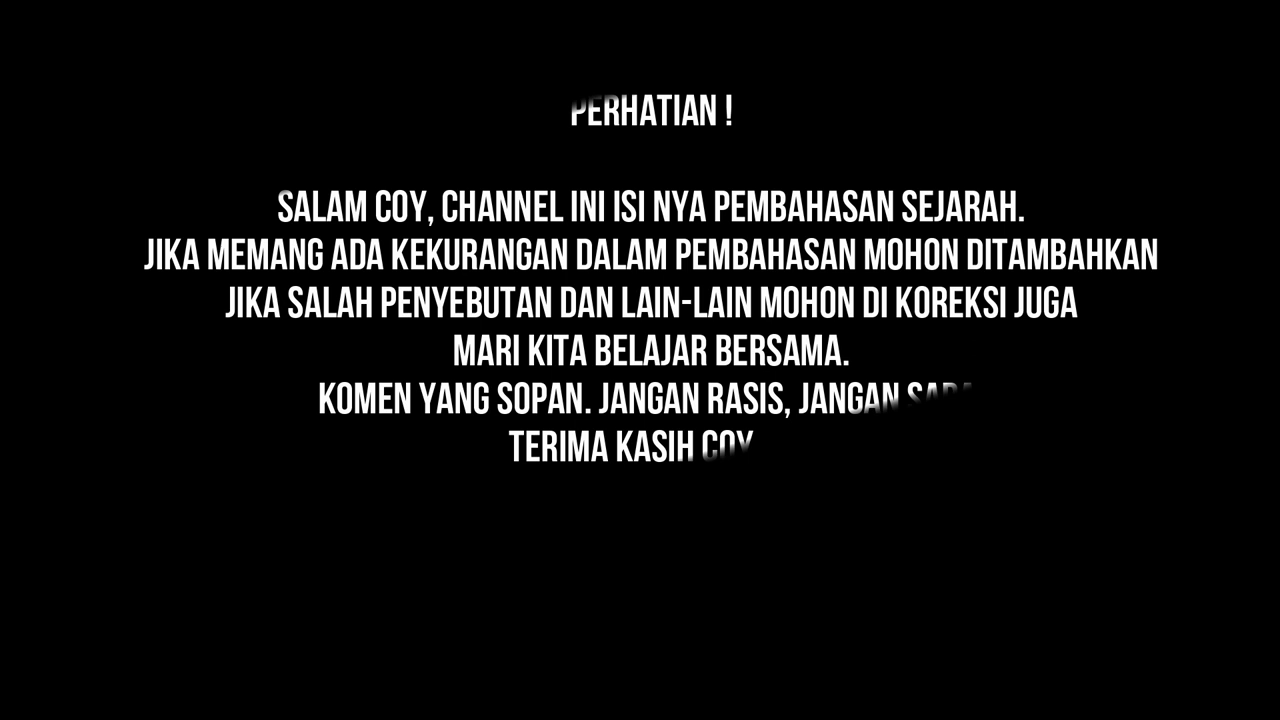 PERHATIAN !
SALAM COY, CHANNEL INI ISI NYA PEMBAHASAN SEJARAH.
JIKA MEMANG ADA KEKURANGAN DALAM PEMBAHASAN MOHON DITAMBAHKAN
JIKA SALAH PENYEBUTAN DAN LAIN-LAIN MOHON DI KOREKSI JUGA
MARI KITA BELAJAR BERSAMA.
KOMEN YANG SOPAN. JANGAN RASIS, JANGAN
TERIMA KASIH COY